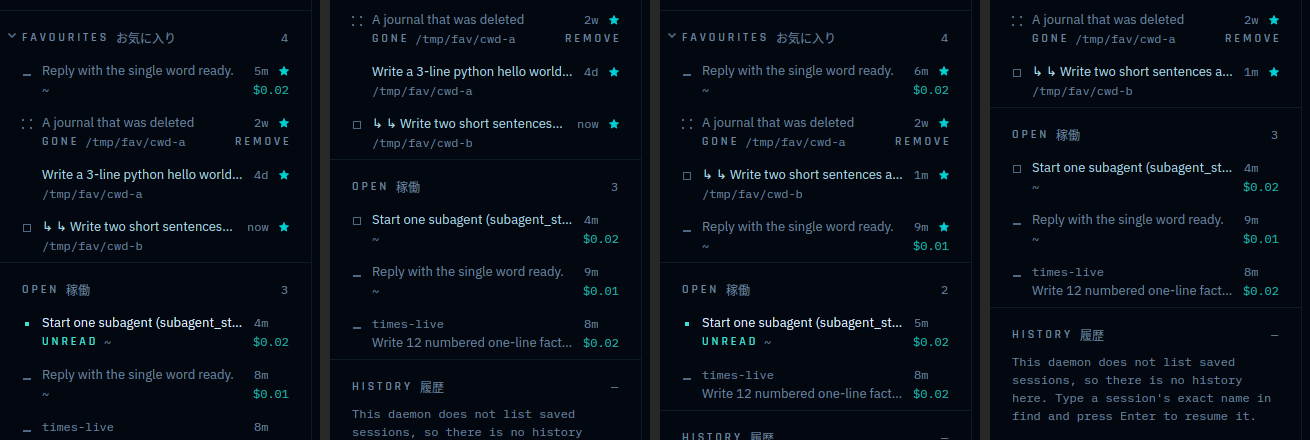 FAVOURITES お気に入り 4
Reply with the single word ready. 5m
~ $0.02
A journal that was deleted 2w
GONE /tmp/fav/cwd-a REMOVE
Write a 3-line python hello world... 4d
/tmp/fav/cwd-a
↳ ↳ Write two short sentences... now
/tmp/fav/cwd-b
OPEN 稼働 3
Start one subagent (subagent_st... 4m
UNREAD ~ $0.02
Reply with the single word ready. 8m
~ $0.01
times-live 8m
A journal that was deleted 2w
GONE /tmp/fav/cwd-a REMOVE
Write a 3-line python hello world... 4d
/tmp/fav/cwd-a
↳ ↳ Write two short sentences... now
/tmp/fav/cwd-b
OPEN 稼働 3
Start one subagent (subagent_st... 4m
~ $0.02
Reply with the single word ready. 9m
~ $0.01
times-live 8m
Write 12 numbered one-line fact... $0.02
HISTORY 履歴 —
This daemon does not list saved
sessions, so there is no history
FAVOURITES お気に入り 4
Reply with the single word ready. 6m
~ $0.02
A journal that was deleted 2w
GONE /tmp/fav/cwd-a REMOVE
↳ ↳ Write two short sentences a... 1m
/tmp/fav/cwd-b
Reply with the single word ready. 9m
~ $0.01
OPEN 稼働 2
Start one subagent (subagent_st... 5m
UNREAD ~ $0.02
times-live 8m
Write 12 numbered one-line fact... $0.02
HISTORY 履歴 —
A journal that was deleted 2w
GONE /tmp/fav/cwd-a REMOVE
↳ ↳ Write two short sentences a... 1m
/tmp/fav/cwd-b
OPEN 稼働 3
Start one subagent (subagent_st... 4m
~ $0.02
Reply with the single word ready. 9m
~ $0.01
times-live 8m
Write 12 numbered one-line fact... $0.02
HISTORY 履歴 —
This daemon does not list saved
sessions, so there is no history
here. Type a session's exact name in
find and press Enter to resume it.